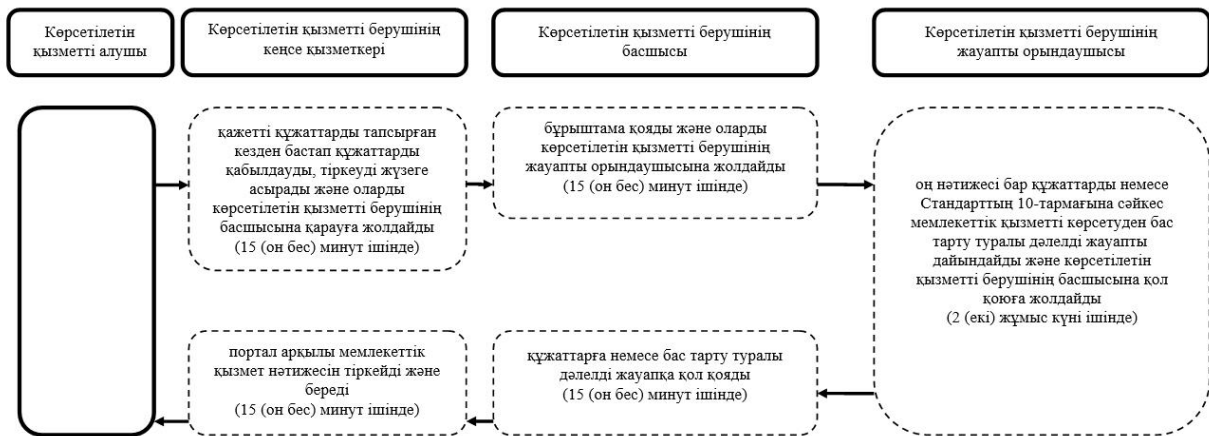 Көрсетілетін
қызметті алушы
Көрсетілетін қызметті берушінің
кеңсе қызметкері
Көрсетілетін қызметті берушінің
басшысы
Көрсетілетін қызметті берушінің
жауапты орындаушысы
қажетті құжаттарды тапсырған
кезден бастап құжаттарды
қабылдауды, тіркеуді жүзеге
асырады және оларды
көрсетілетін қызметті берушінің
басшысына қарауға жолдайды
(15 (он бес) минут ішінде)
бұрыштама қояды және оларды
көрсетілетін қызметті берушінің
жауапты орындаушысына жолдайды
(15 (он бес) минут ішінде)
оң нәтижесі бар құжаттарды немесе
Стандарттың 10-тармағына сәйкес
мемлекеттік қызметті көрсетуден бас
тарту туралы дәлелді жауапты
дайындайды және көрсетілетін
қызметті берушінің басшысына қол
қоюға жолдайды
(2 (екі) жұмыс күні ішінде)
портал арқылы мемлекеттік
қызмет нәтижесін тіркейді және
береді
(15 (он бес) минут ішінде)
құжаттарға немесе бас тарту туралы
дәлелді жауапқа қол қояды
(15 (он бес) минут ішінде)